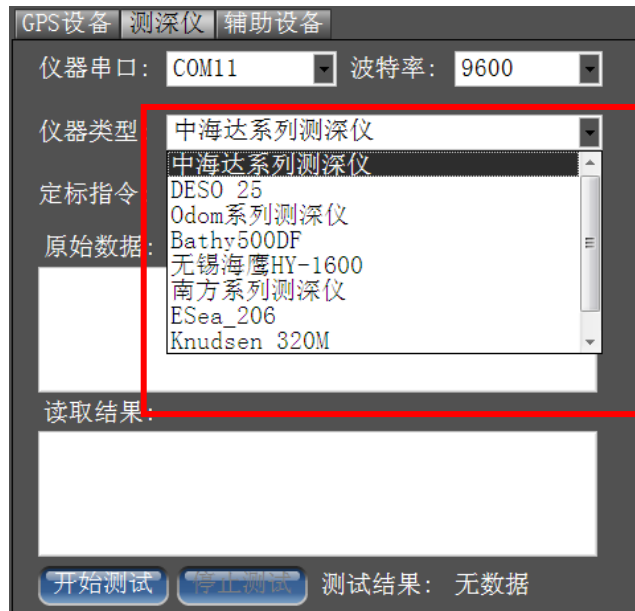 GPS设备 测深仪 辅助设备
仪器串口: COM11 波特率: 9600
仪器类型: 中海达系列测深仪
中海达系列测深仪
定标指令: DESO 25
Odom系列测深仪
原始数据: Bathy500DF
无锡海鹰HY-1600
南方系列测深仪
ESea_206
Knudsen 320M
读取结果:
开始测试 停止测试 测试结果: 无数据